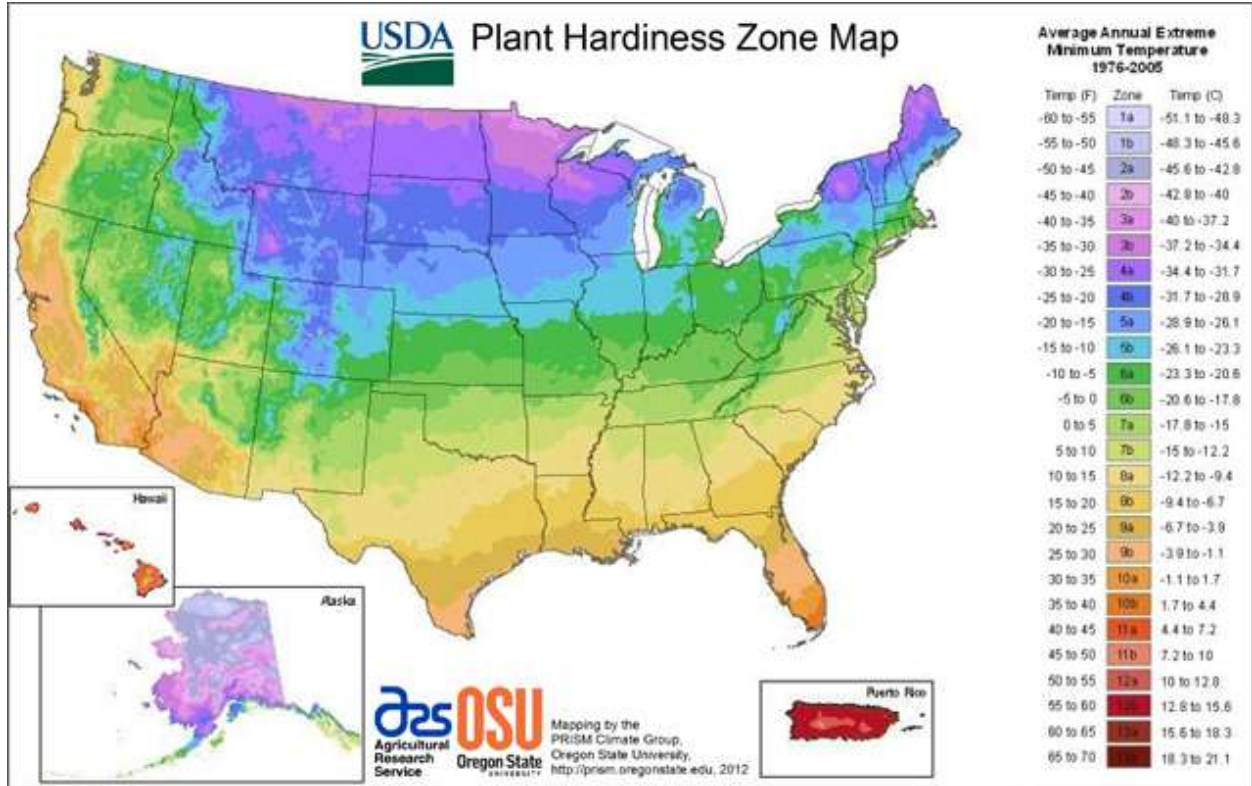 USDA Plant Hardiness Zone Map
Average Annual Extreme
Minimum Temperature
1976-2005
Temp (F) Zone Temp (C)
-60 to -55 1a -51.1 to -48.3
-55 to -50 1b -48.3 to -45.6
-50 to -45 2a -45.6 to -42.8
-45 to -40 2b -42.8 to -40
-40 to -35 3a -40 to -37.2
-35 to -30 3b -37.2 to -34.4
-30 to -25 4a -34.4 to -31.7
-25 to -20 4b -31.7 to -28.9
-20 to -15 5a -28.9 to -26.1
-15 to -10 5b -26.1 to -23.3
-10 to -5 6a -23.3 to -20.6
-5 to 0 6b -20.6 to -17.8
0 to 5 7a -17.8 to -15
5 to 10 7b -15 to -12.2
10 to 15 8a -12.2 to -9.4
15 to 20 8b -9.4 to -6.7
20 to 25 9a -6.7 to -3.9
25 to 30 9b -3.9 to -1.1
30 to 35 10a -1.1 to 1.7
35 to 40 10b 1.7 to 4.4
40 to 45 11a 4.4 to 7.2
45 to 50 11b 7.2 to 10
50 to 55 12a 10 to 12.8
55 to 60 12.8 to 15.6
60 to 65 13a 15.6 to 18.3
65 to 70 18.3 to 21.1
Hawaii
Alaska
Puerto Rico
ars
Agricultural
Research
Service
OSU
Oregon State
UNIVERSITY
Mapping by the
PRISM Climate Group,
Oregon State University,
http://prism.oregonstate.edu, 2012